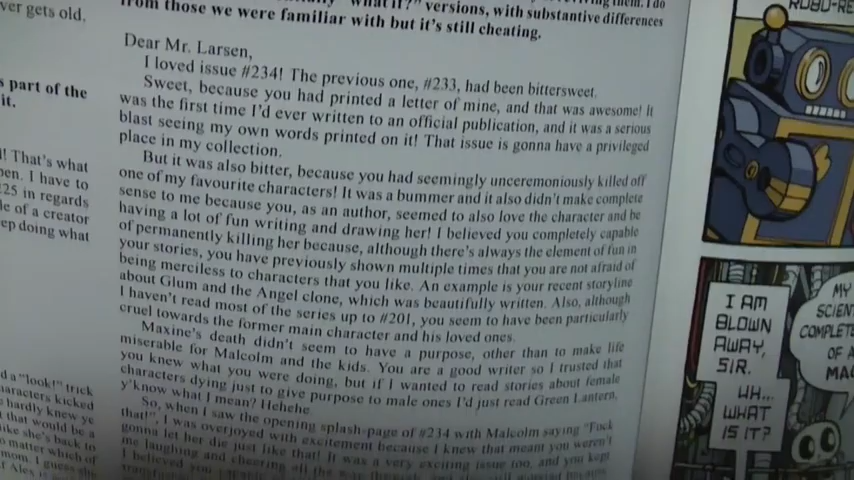 ver gets old.
s part of the
it.
! That's what
en. I have to
25 in regards
le of a creator
ep doing what
d a "look!" trick
aracters kicked
hardly knew ye
that would be a
ike she's back to
o matter which of
mom. I guess she
versions, with substantive differences
from those we were familiar with but it's still cheating.
Dear Mr. Larsen,
I loved issue #234! The previous one, #233, had been bittersweet.
Sweet, because you had printed a letter of mine, and that was awesome! It
was the first time I'd ever written to an official publication, and it was a serious
blast seeing my own words printed on it! That issue is gonna have a privileged
place in my collection.
But it was also bitter, because you had seemingly unceremoniously killed off
one of my favourite characters! It was a bummer and it also didn't make complete
sense to me because you, as an author, seemed to also love the character and be
having a lot of fun writing and drawing her! I believed you completely capable
of permanently killing her because, although there's always the element of fun in
your stories, you have previously shown multiple times that you are not afraid of
being merciless to characters that you like. An example is your recent storyline
about Glum and the Angel clone, which was beautifully written. Also, although
I haven't read most of the series up to #201, you seem to have been particularly
cruel towards the former main character and his loved ones.
Maxine's death didn't seem to have a purpose, other than to make life
miserable for Malcolm and the kids. You are a good writer so I trusted that
you knew what you were doing, but if I wanted to read stories about female
characters dying just to give purpose to male ones I'd just read Green Lantern,
y'know what I mean? Hehehe
So, when I saw the opening splash-page of #234 with Malcolm saying "Fuck
that!", I was overjoyed with excitement because I knew that meant you weren't
gonna let her die just like that! It was a very exciting issue too, and you kept
me laughing and cheering all the way
I believed you
ROBO-RE
I AM
BLOWN
AWAY,
SIR.
UH...
WHAT
IS IT?
MY
SCIEN
COMPLETE
OF A
MA